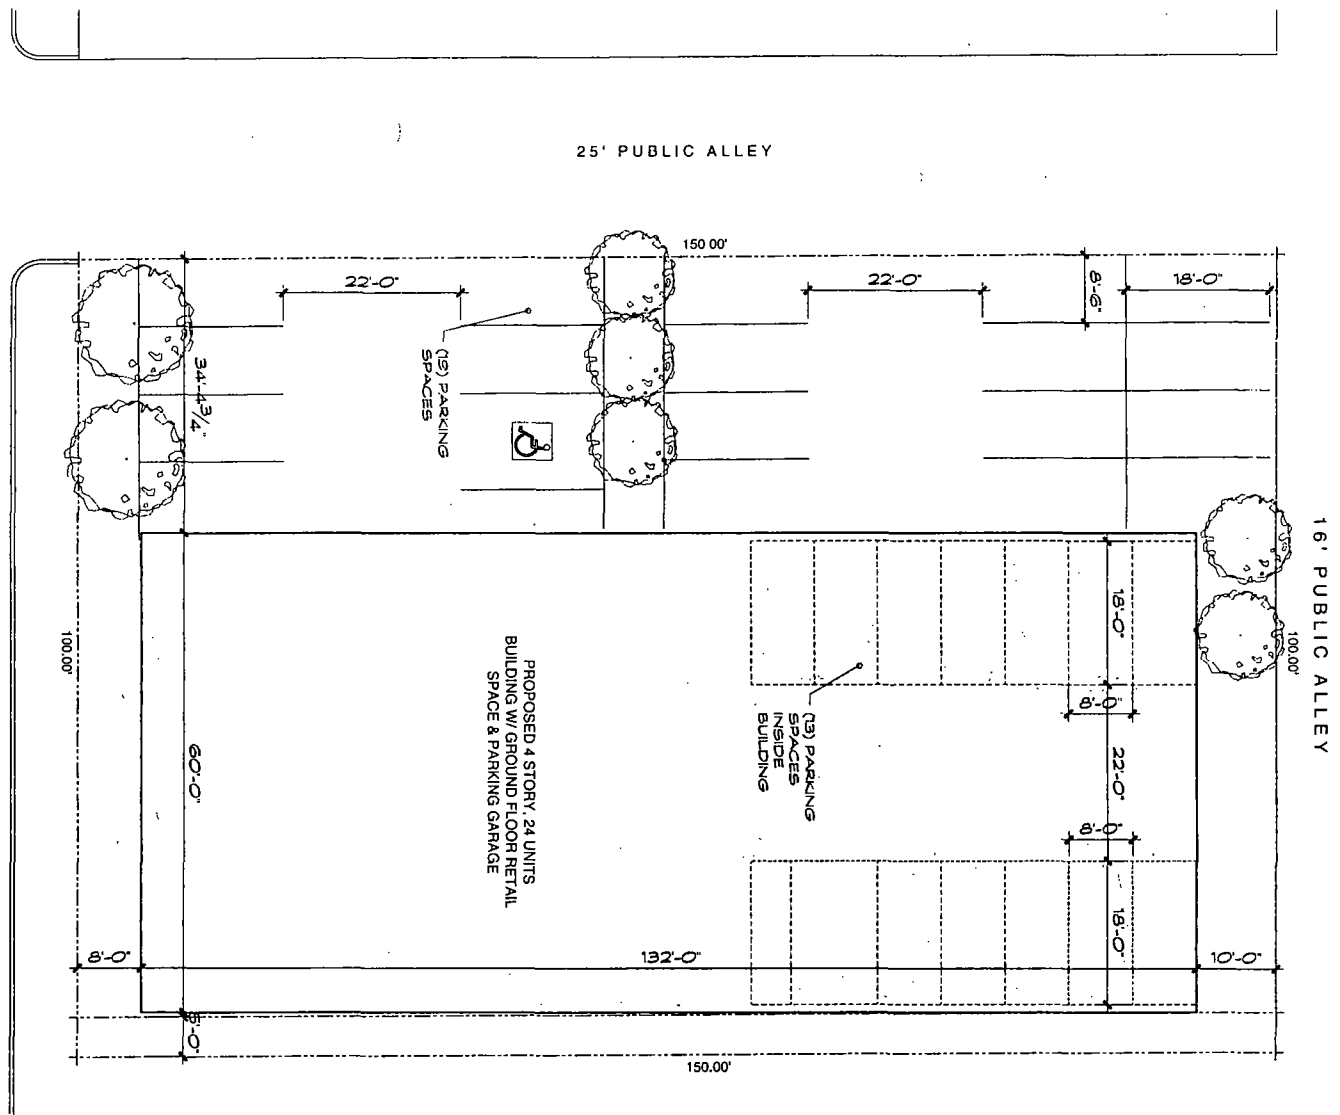 25' PUBLIC ALLEY
150 00'
22'-0"
22'-0"
8'-6"
18'-0"
34'-4 3/4"
(19) PARKING
SPACES
16' PUBLIC ALLEY
100.00'
100.00'
18'-0"
8'-0"
(13) PARKING
SPACES
INSIDE
BUILDING
22'-0"
8'-0"
60'-0"
PROPOSED 4 STORY, 24 UNITS
BUILDING W/ GROUND FLOOR RETAIL
SPACE & PARKING GARAGE
18'-0"
8'-0"
132'-0"
10'-0"
5'-0"
150.00'